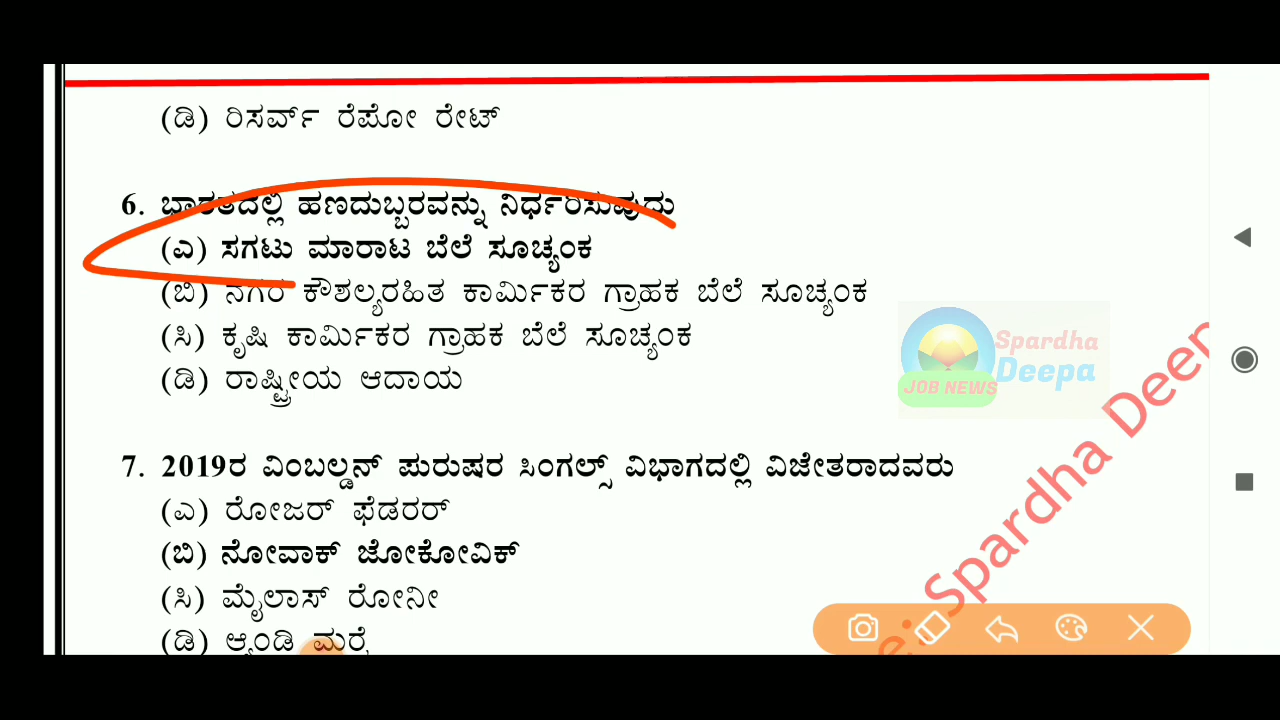 (ಡಿ) ರಿಸರ್ವ್ ರೆಪೋ ರೇಟ್
6. ಭಾರತದಲ್ಲಿ ಹಣದುಬ್ಬರವನ್ನು ನಿರ್ಧರಿಸುವುದು
(ಎ) ಸಗಟು ಮಾರಾಟ ಬೆಲೆ ಸೂಚ್ಯಂಕ
(ಬಿ) ನಗರ ಕೌಶಲ್ಯರಹಿತ ಕಾರ್ಮಿಕರ ಗ್ರಾಹಕ ಬೆಲೆ ಸೂಚ್ಯಂಕ
(ಸಿ) ಕೃಷಿ ಕಾರ್ಮಿಕರ ಗ್ರಾಹಕ ಬೆಲೆ ಸೂಚ್ಯಂಕ
(ಡಿ) ರಾಷ್ಟ್ರೀಯ ಆದಾಯ
Spardha
Deepa
JOB NEWS
7. 2019ರ ವಿಂಬಲ್ಡನ್ ಪುರುಷರ ಸಿಂಗಲ್ಸ್ ವಿಭಾಗದಲ್ಲಿ ವಿಜೇತರಾದವರು
(ಎ) ರೋಜರ್ ಫೆಡರರ್
(ಬಿ) ನೋವಾಕ್ ಜೋಕೋವಿಕ್
(ಸಿ) ಮೈಲಾಸ್ ರೋನೀ
(ಡಿ) ಆ್ಯಂಡಿ ಮರ್ರೆ
e: Spardha Deep